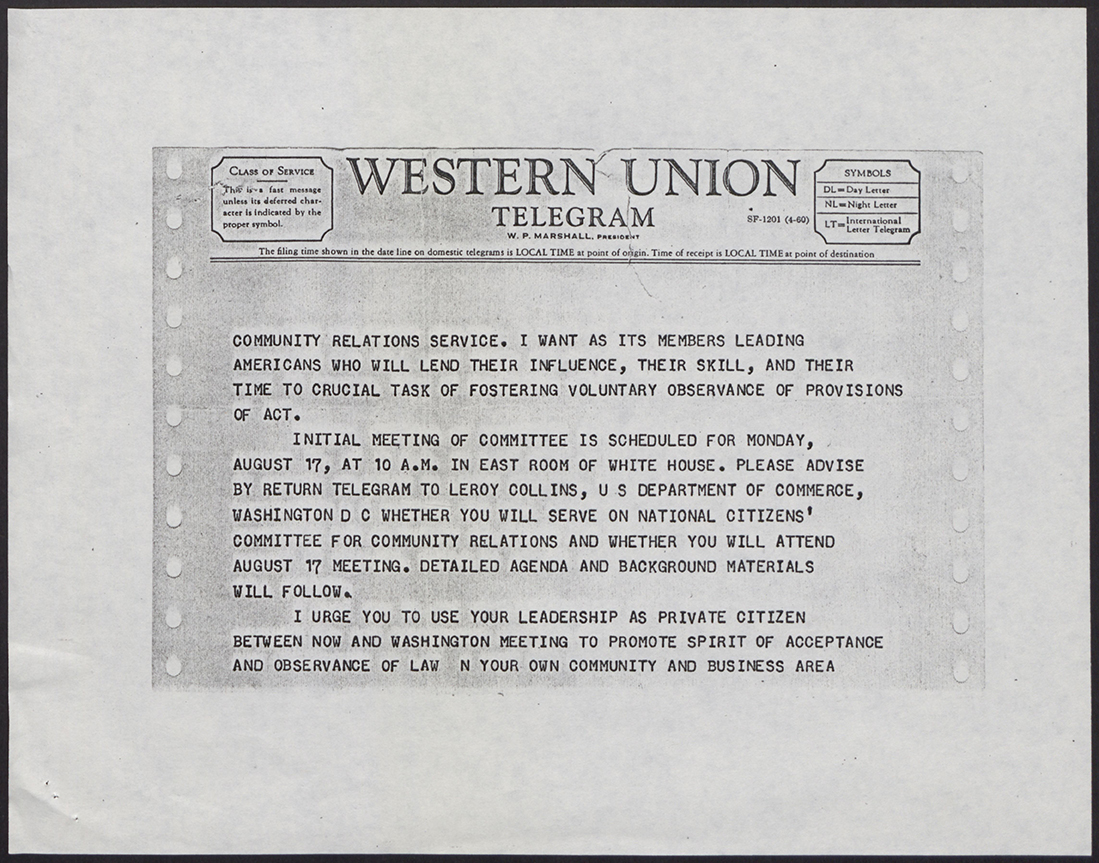 CLASS OF SERVICE
This is a fast message
unless its deferred char-
acter is indicated by the
proper symbol.
WESTERN UNION
TELEGRAM
W. P. MARSHALL, PRESIDENT
SF-1201 (4-60)
SYMBOLS
DL=Day Letter
NL=Night Letter
LT=International
Letter Telegram
The filing time shown in the date line on domestic telegrams is LOCAL TIME at point of origin. Time of receipt is LOCAL TIME at point of destination
COMMUNITY RELATIONS SERVICE. I WANT AS ITS MEMBERS LEADING
AMERICANS WHO WILL LEND THEIR INFLUENCE, THEIR SKILL, AND THEIR
TIME TO CRUCIAL TASK OF FOSTERING VOLUNTARY OBSERVANCE OF PROVISIONS
OF ACT.
INITIAL MEETING OF COMMITTEE IS SCHEDULED FOR MONDAY,
AUGUST 17, AT 10 A.M. IN EAST ROOM OF WHITE HOUSE. PLEASE ADVISE
BY RETURN TELEGRAM TO LEROY COLLINS, U S DEPARTMENT OF COMMERCE,
WASHINGTON D C WHETHER YOU WILL SERVE ON NATIONAL CITIZENS'
COMMITTEE FOR COMMUNITY RELATIONS AND WHETHER YOU WILL ATTEND
AUGUST 17 MEETING. DETAILED AGENDA AND BACKGROUND MATERIALS
WILL FOLLOW.
I URGE YOU TO USE YOUR LEADERSHIP AS PRIVATE CITIZEN
BETWEEN NOW AND WASHINGTON MEETING TO PROMOTE SPIRIT OF ACCEPTANCE
AND OBSERVANCE OF LAW N YOUR OWN COMMUNITY AND BUSINESS AREA